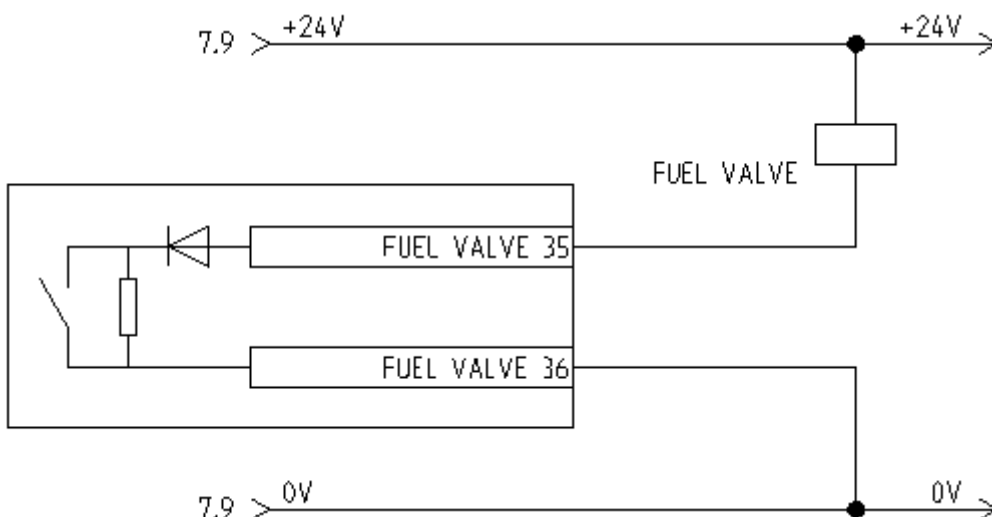 7.9 +24V +24V
FUEL VALVE
FUEL VALVE 35
FUEL VALVE 36
7.9 0V 0V